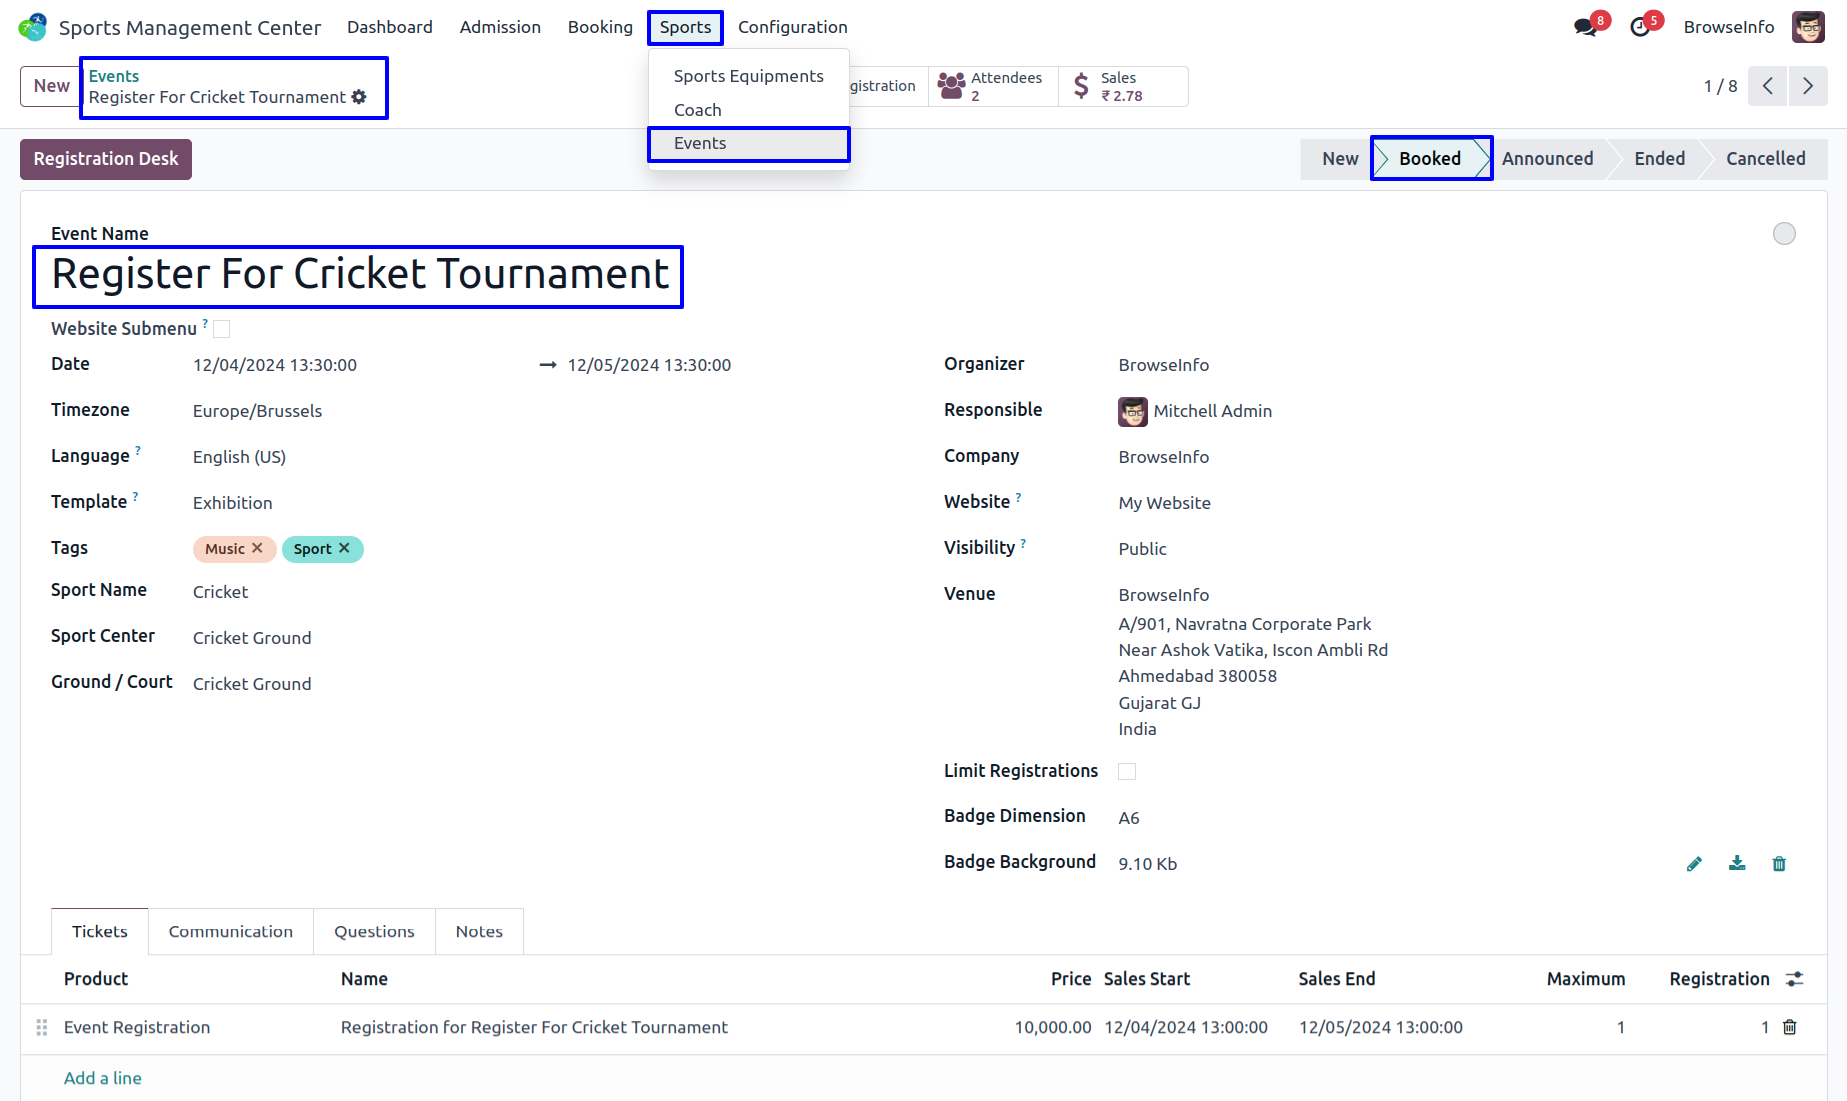 Sports Management Center Dashboard Admission Booking Sports Configuration 8 5 BrowseInfo
New Events
Register For Cricket Tournament
Sports Equipments
Coach
Events
gistration Attendees
2
Sales
₹ 2.78
1 / 8
Registration Desk
New Booked Announced Ended Cancelled
Event Name
Register For Cricket Tournament
Website Submenu ?
Date 12/04/2024 13:30:00 → 12/05/2024 13:30:00
Timezone Europe/Brussels
Language ? English (US)
Template ? Exhibition
Tags Music ✕ Sport ✕
Sport Name Cricket
Sport Center Cricket Ground
Ground / Court Cricket Ground
Organizer BrowseInfo
Responsible Mitchell Admin
Company BrowseInfo
Website ? My Website
Visibility ? Public
Venue BrowseInfo
A/901, Navratna Corporate Park
Near Ashok Vatika, Iscon Ambli Rd
Ahmedabad 380058
Gujarat GJ
India
Limit Registrations
Badge Dimension A6
Badge Background 9.10 Kb
Tickets Communication Questions Notes
Product Name Price Sales Start Sales End Maximum Registration
Event Registration Registration for Register For Cricket Tournament 10,000.00 12/04/2024 13:00:00 12/05/2024 13:00:00 1 1
Add a line